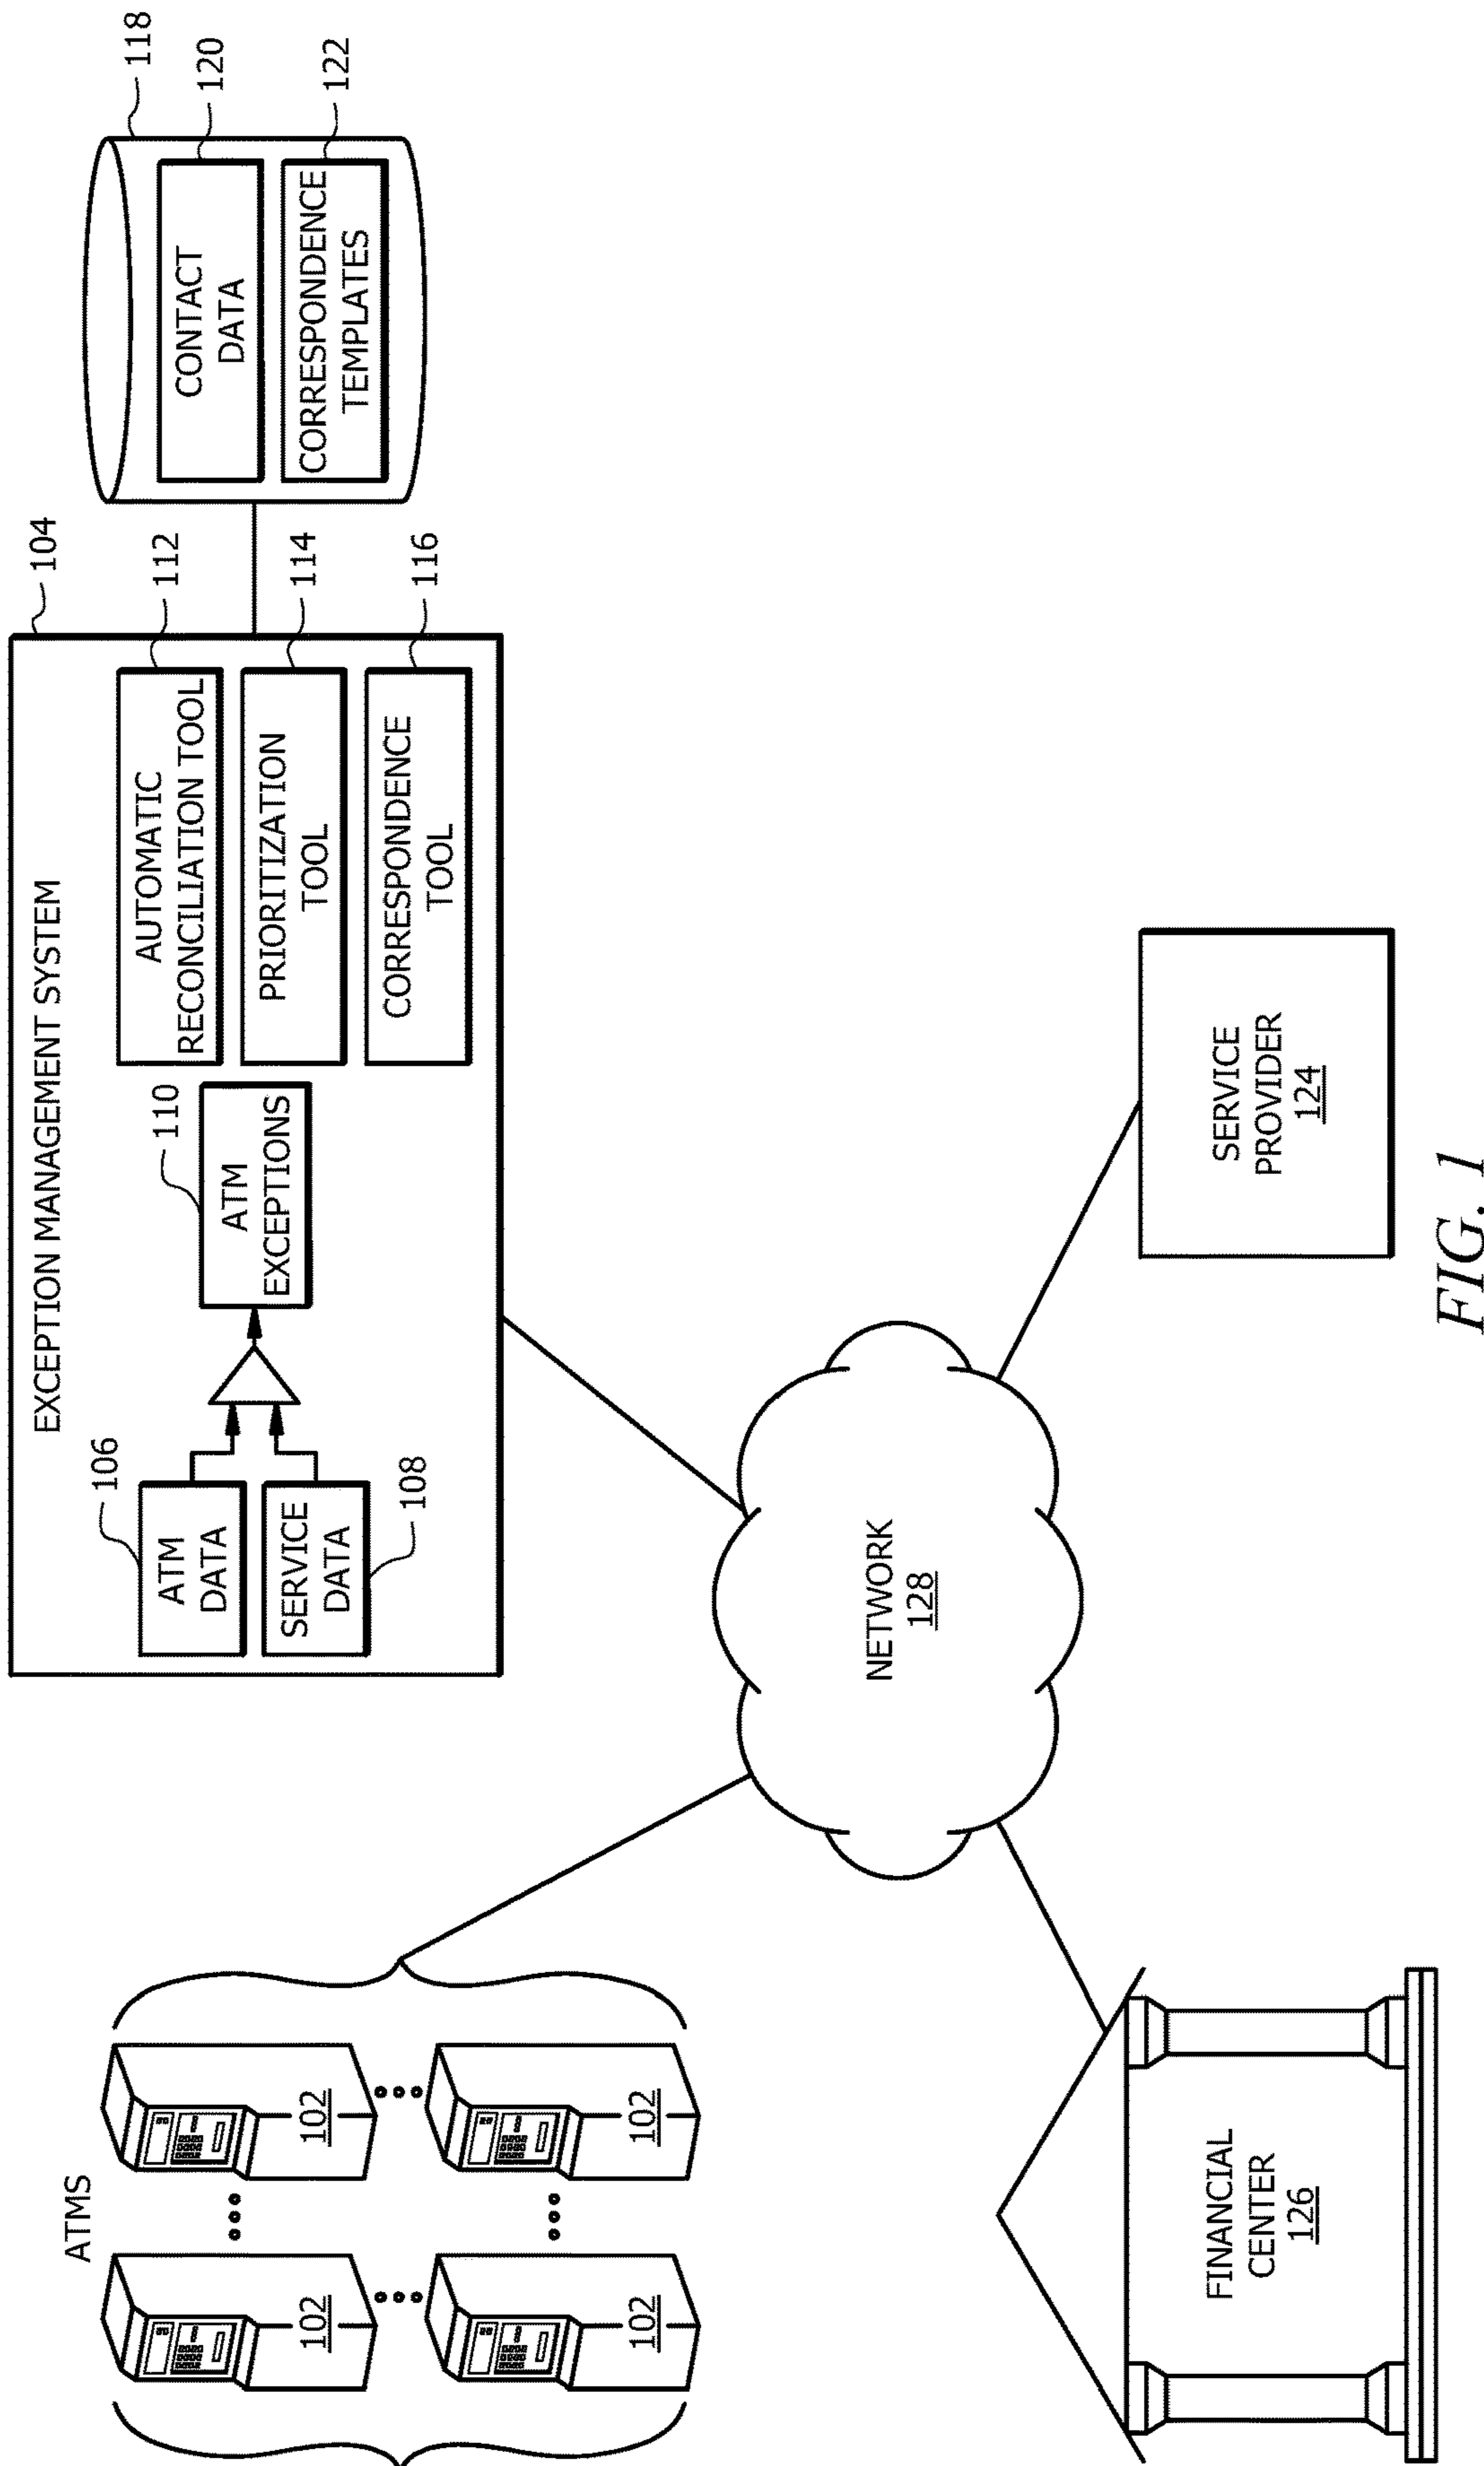 ATMS
102
102
102
102
EXCEPTION MANAGEMENT SYSTEM
104
106
ATM
DATA
SERVICE
DATA
108
110
ATM
EXCEPTIONS
AUTOMATIC
RECONCILIATION TOOL
112
PRIORITIZATION
TOOL
114
CORRESPONDENCE
TOOL
116
118
CONTACT
DATA
120
CORRESPONDENCE
TEMPLATES
122
NETWORK
128
FINANCIAL
CENTER
126
SERVICE
PROVIDER
124
FIG. 1